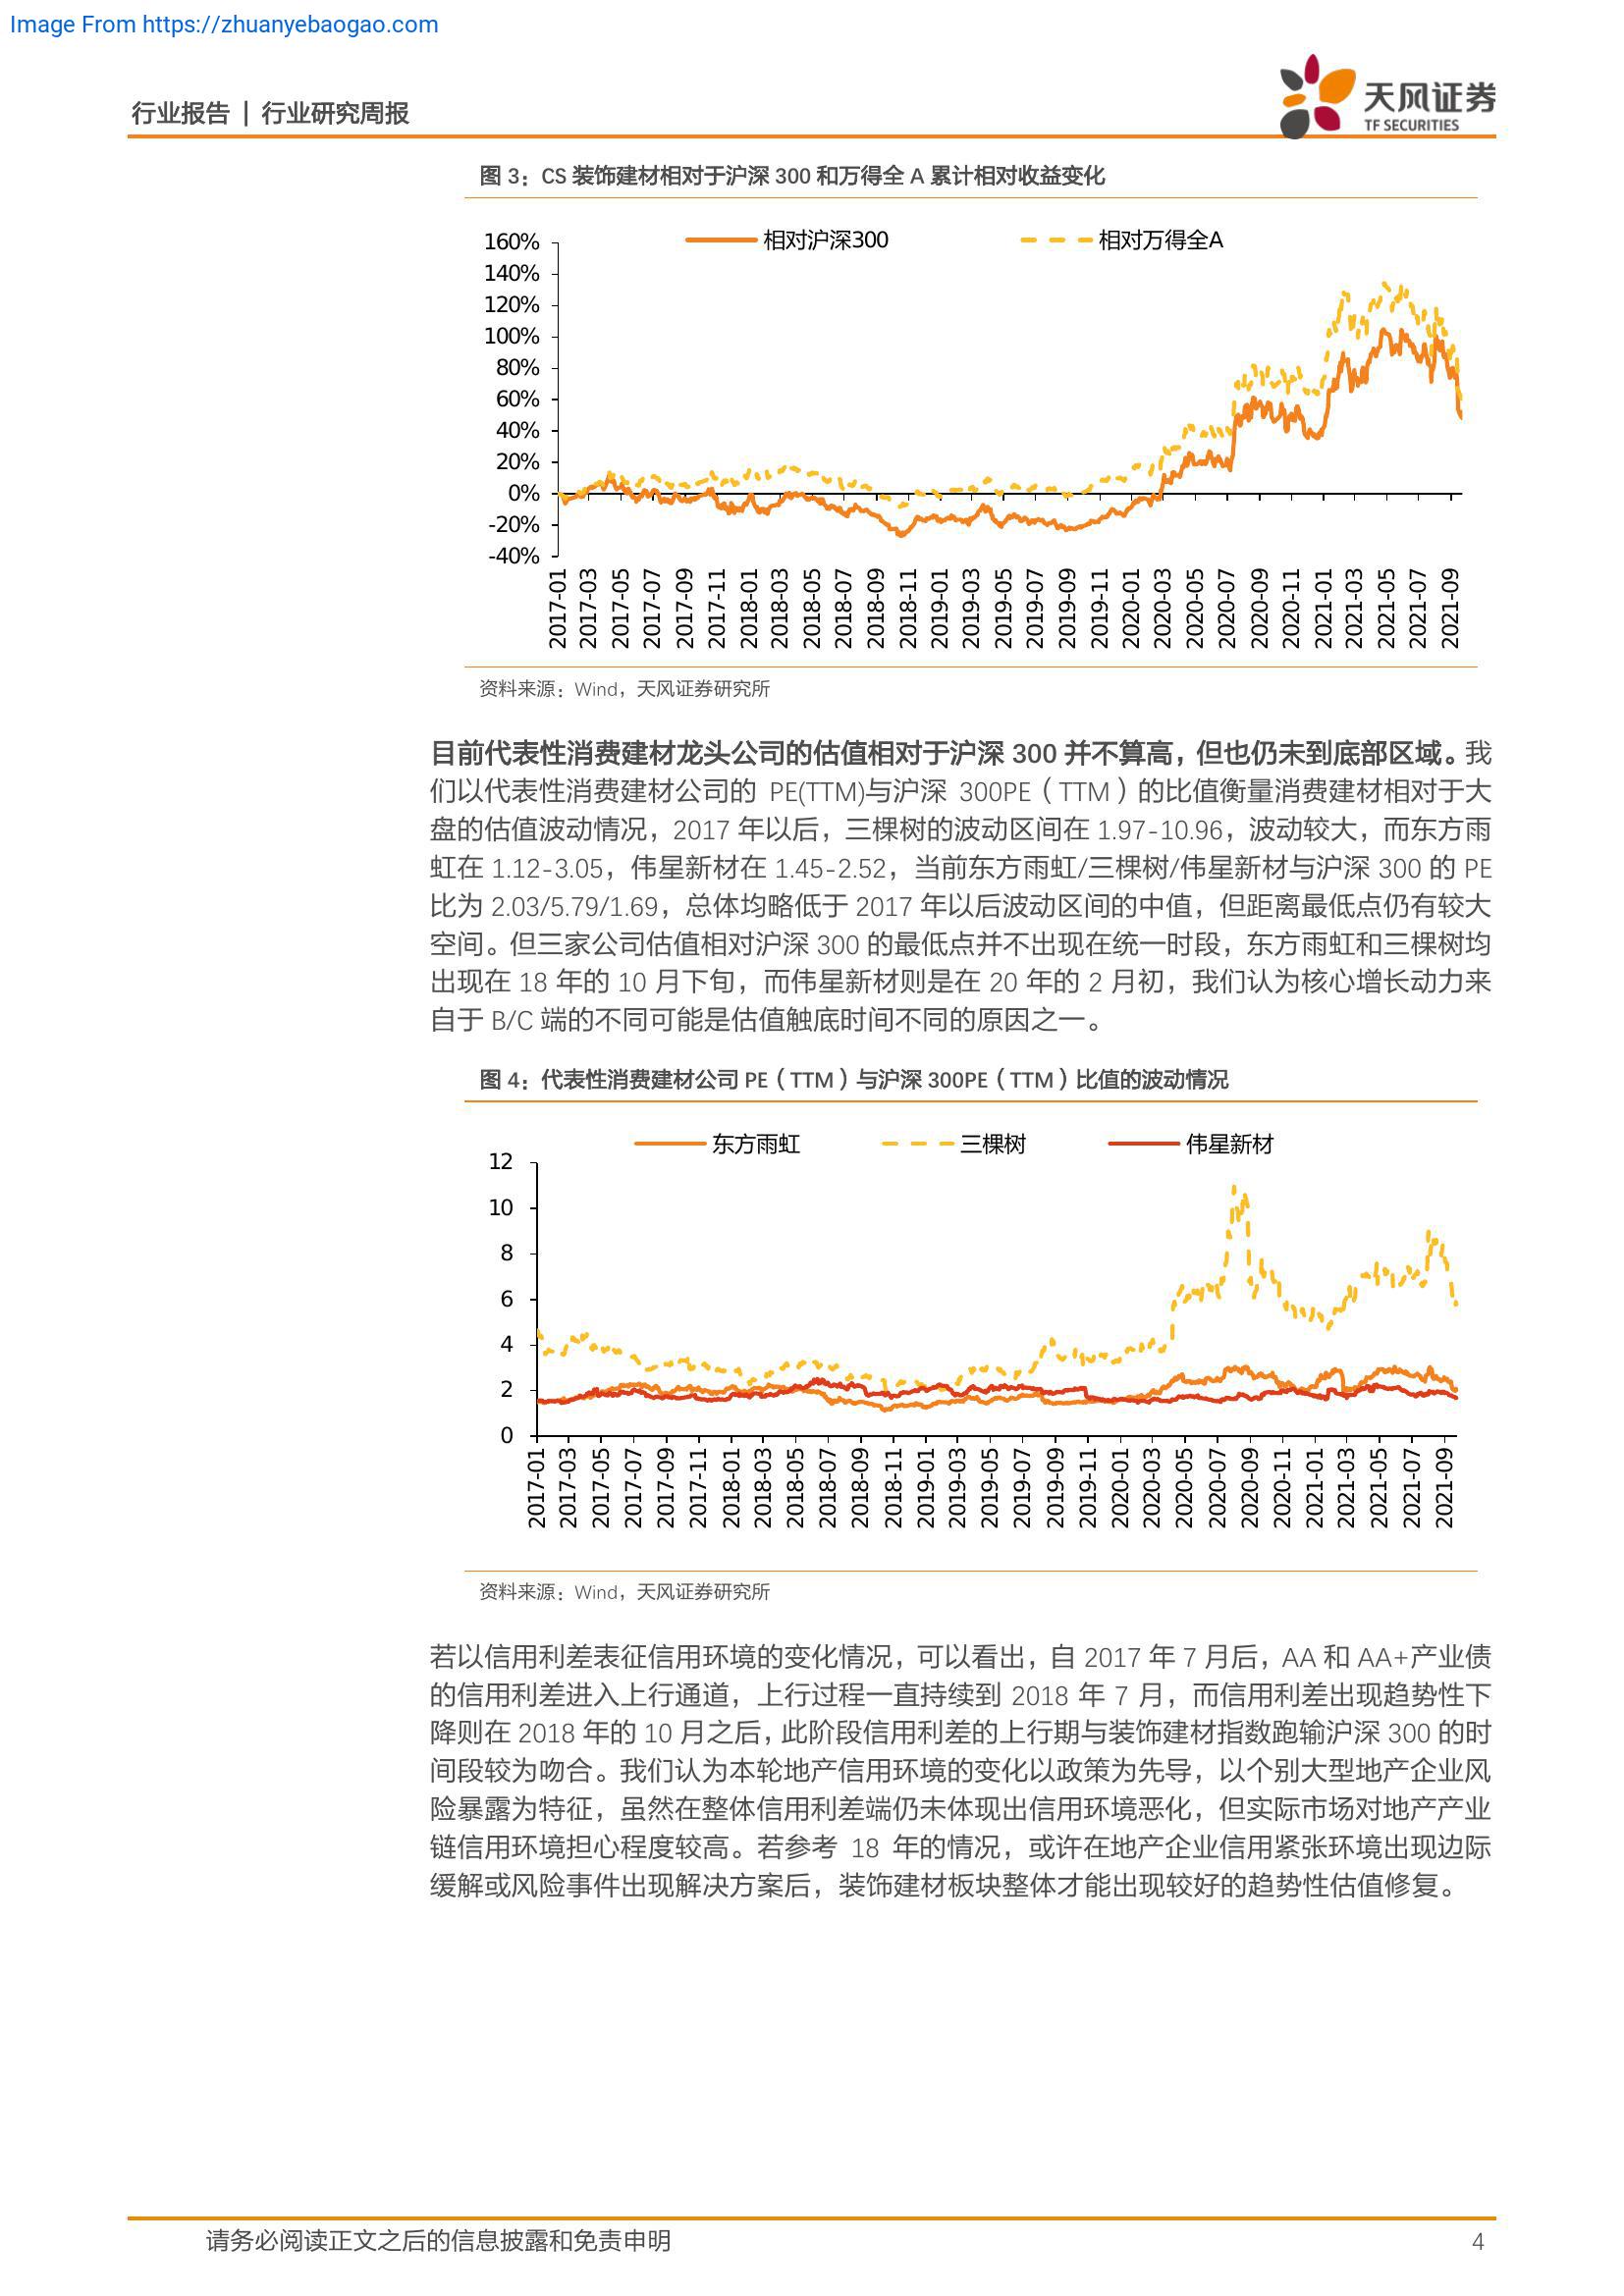 Image From https://zhuanyebaogao.com
行业报告 | 行业研究周报
天风证券
TF SECURITIES
图 3：CS 装饰建材相对于沪深 300 和万得全 A 累计相对收益变化
相对沪深300 相对万得全A
160%
140%
120%
100%
80%
60%
40%
20%
0%
-20%
-40%
2017-01 2017-03 2017-05 2017-07 2017-09 2017-11 2018-01 2018-03 2018-05 2018-07 2018-09 2018-11 2019-01 2019-03 2019-05 2019-07 2019-09 2019-11 2020-01 2020-03 2020-05 2020-07 2020-09 2020-11 2021-01 2021-03 2021-05 2021-07 2021-09
资料来源：Wind，天风证券研究所
目前代表性消费建材龙头公司的估值相对于沪深 300 并不算高，但也仍未到底部区域。我
们以代表性消费建材公司的 PE(TTM)与沪深 300PE（TTM）的比值衡量消费建材相对于大
盘的估值波动情况，2017 年以后，三棵树的波动区间在 1.97-10.96，波动较大，而东方雨
虹在 1.12-3.05，伟星新材在 1.45-2.52，当前东方雨虹/三棵树/伟星新材与沪深 300 的 PE
比为 2.03/5.79/1.69，总体均略低于 2017 年以后波动区间的中值，但距离最低点仍有较大
空间。但三家公司估值相对沪深 300 的最低点并不出现在统一时段，东方雨虹和三棵树均
出现在 18 年的 10 月下旬，而伟星新材则是在 20 年的 2 月初，我们认为核心增长动力来
自于 B/C 端的不同可能是估值触底时间不同的原因之一。
图 4：代表性消费建材公司 PE（TTM）与沪深 300PE（TTM）比值的波动情况
东方雨虹 三棵树 伟星新材
12
10
8
6
4
2
0
2017-01 2017-03 2017-05 2017-07 2017-09 2017-11 2018-01 2018-03 2018-05 2018-07 2018-09 2018-11 2019-01 2019-03 2019-05 2019-07 2019-09 2019-11 2020-01 2020-03 2020-05 2020-07 2020-09 2020-11 2021-01 2021-03 2021-05 2021-07 2021-09
资料来源：Wind，天风证券研究所
若以信用利差表征信用环境的变化情况，可以看出，自 2017 年 7 月后，AA 和 AA+产业债
的信用利差进入上行通道，上行过程一直持续到 2018 年 7 月，而信用利差出现趋势性下
降则在 2018 年的 10 月之后，此阶段信用利差的上行期与装饰建材指数跑输沪深 300 的时
间段较为吻合。我们认为本轮地产信用环境的变化以政策为先导，以个别大型地产企业风
险暴露为特征，虽然在整体信用利差端仍未体现出信用环境恶化，但实际市场对地产产业
链信用环境担心程度较高。若参考 18 年的情况，或许在地产企业信用紧张环境出现边际
缓解或风险事件出现解决方案后，装饰建材板块整体才能出现较好的趋势性估值修复。
请务必阅读正文之后的信息披露和免责申明
4